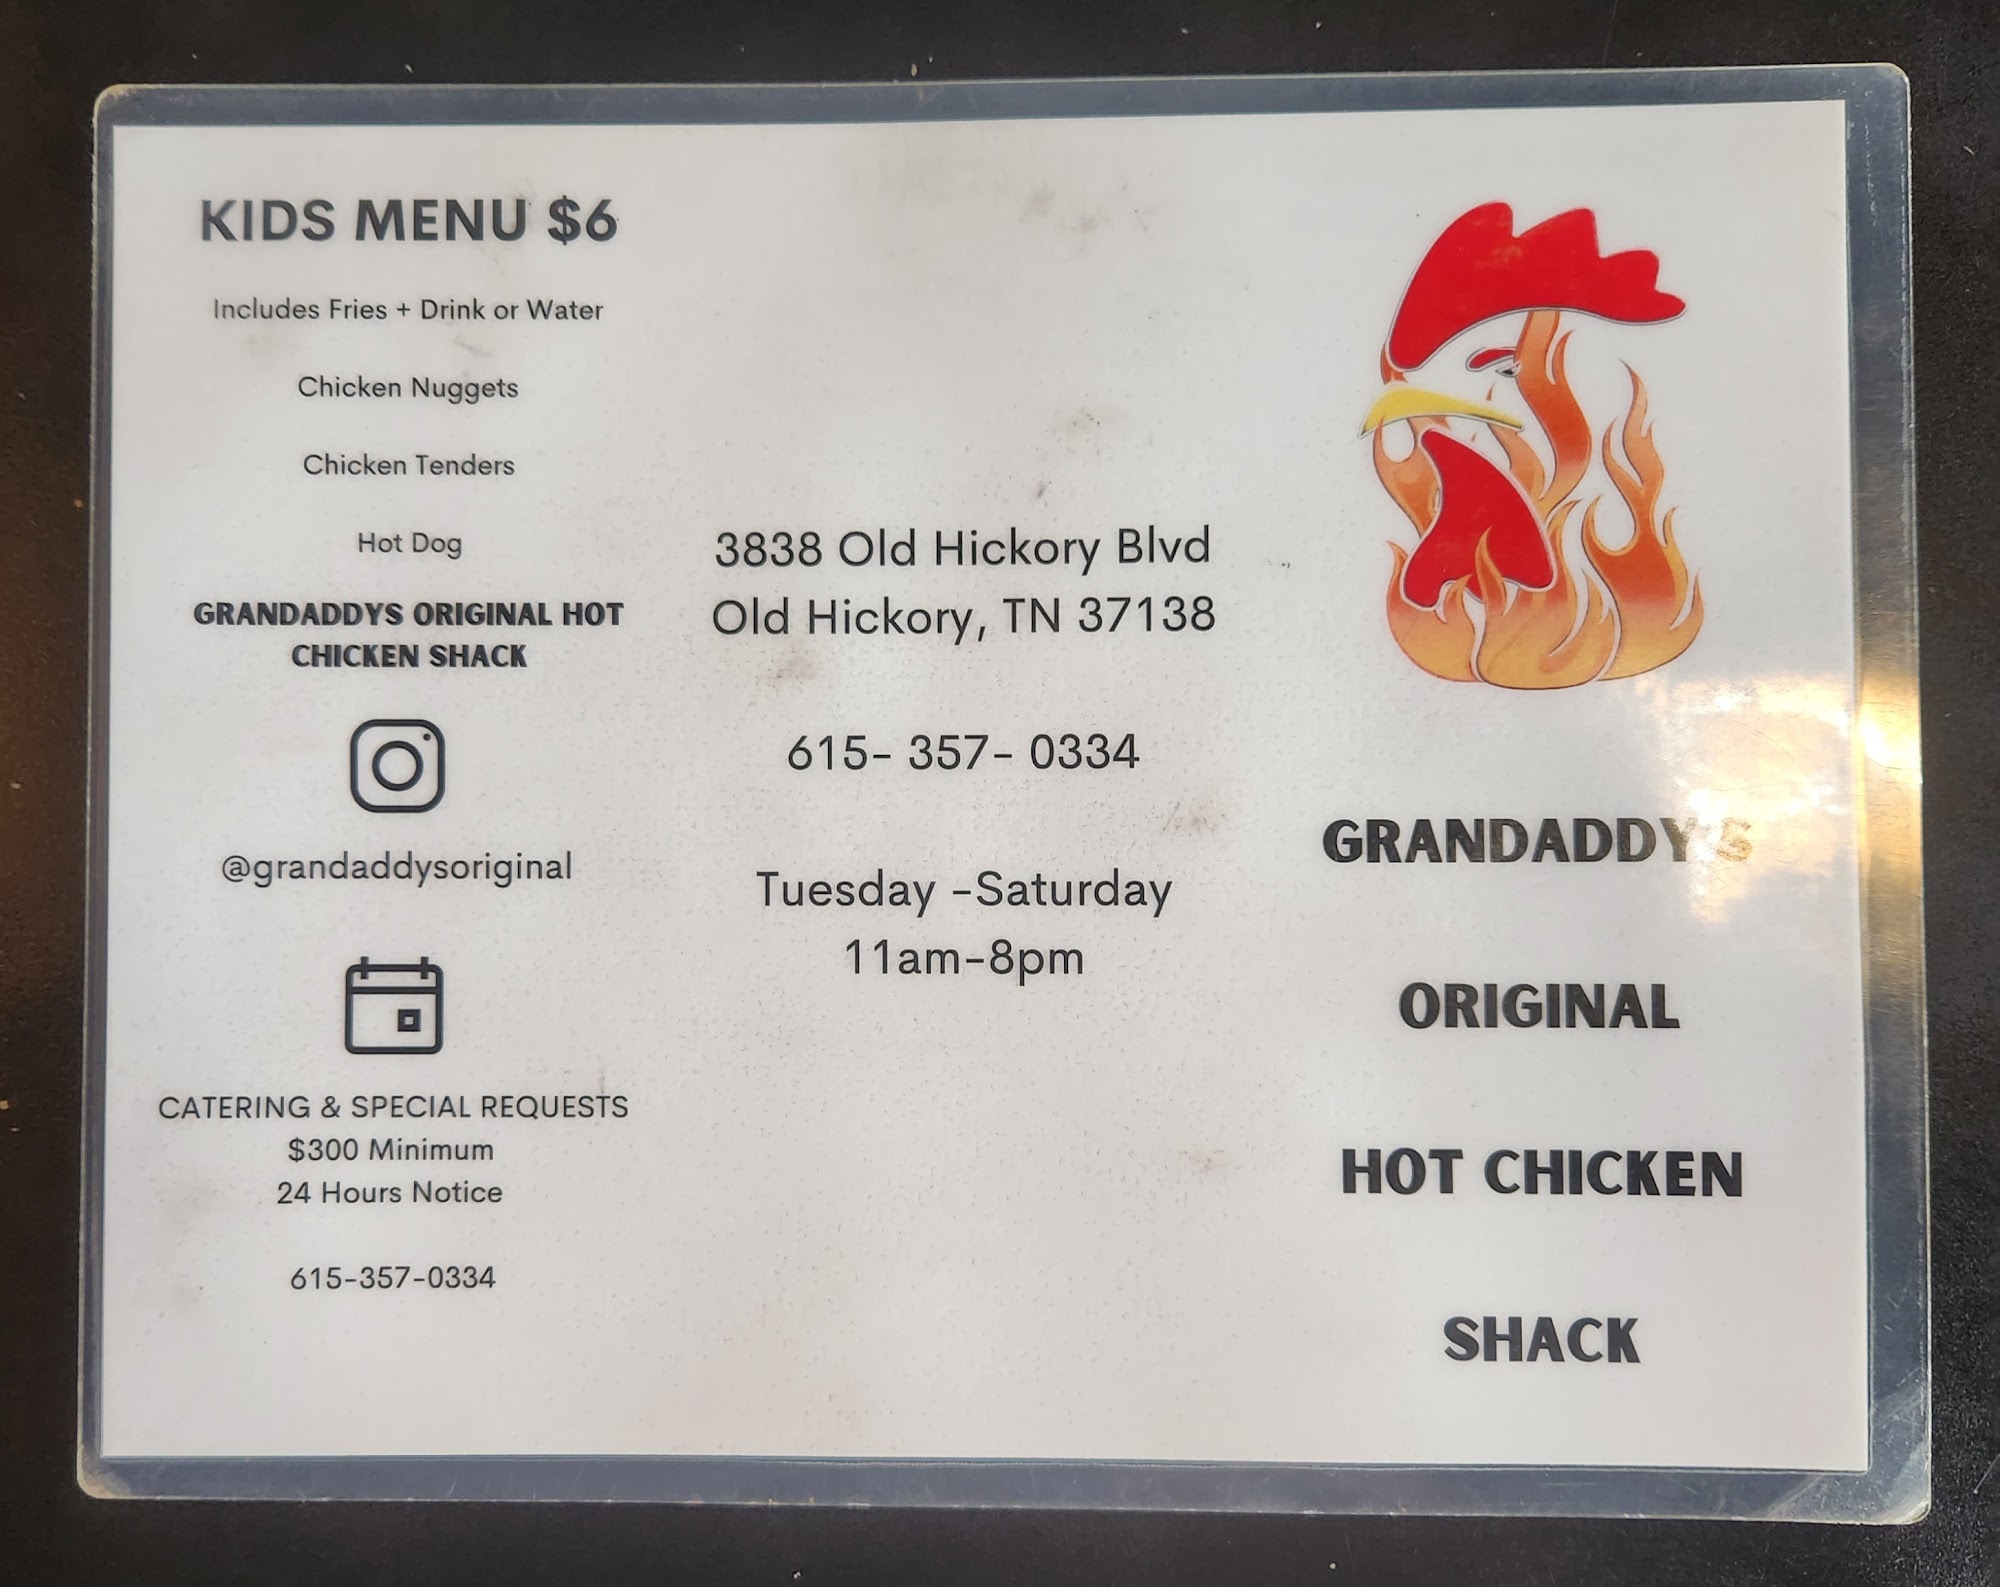 KIDS MENU $6
Includes Fries + Drink or Water
Chicken Nuggets
Chicken Tenders
Hot Dog
GRANDADDYS ORIGINAL HOT
CHICKEN SHACK
@grandaddysoriginal
CATERING & SPECIAL REQUESTS
$300 Minimum
24 Hours Notice
615-357-0334
3838 Old Hickory Blvd
Old Hickory, TN 37138
615- 357- 0334
Tuesday -Saturday
11am-8pm
GRANDADDY'S
ORIGINAL
HOT CHICKEN
SHACK